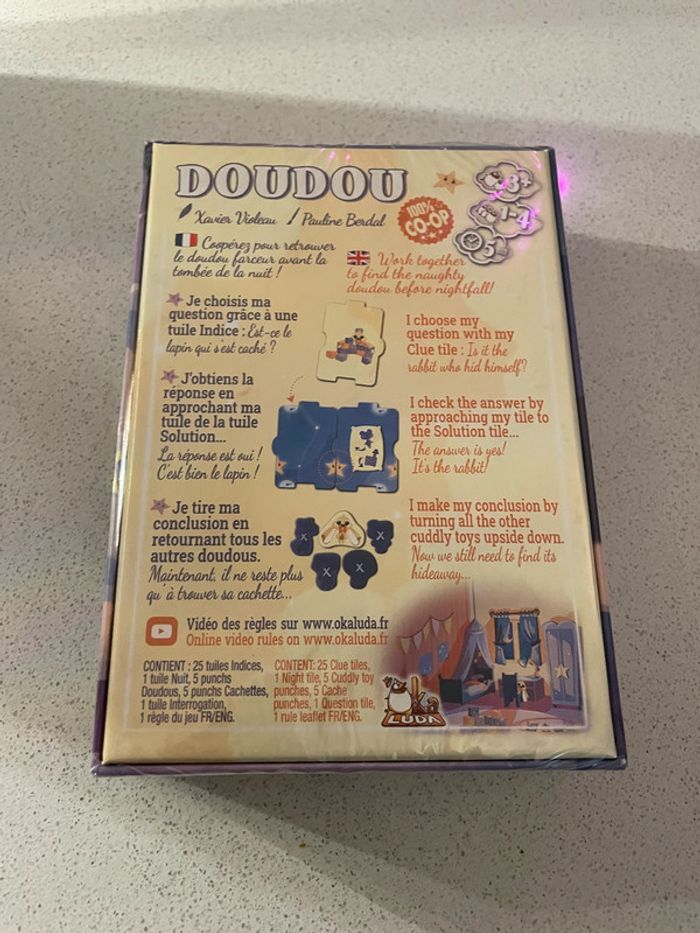 DOUDOU
Xavier Violeau / Pauline Berdal
100%
CO-OP
3+
1-4
5'
Coopérez pour retrouver
le doudou farceur avant la
tombée de la nuit !
Work together
to find the naughty
doudou before nightfall!
Je choisis ma
question grâce à une
tuile Indice : Est-ce le
lapin qui s'est caché ?
I choose my
question with my
Clue tile : Is it the
rabbit who hid himself?
J'obtiens la
réponse en
approchant ma
tuile de la tuile
Solution...
La réponse est oui !
C'est bien le lapin !
I check the answer by
approaching my tile to
the Solution tile...
The answer is yes!
It's the rabbit!
Je tire ma
conclusion en
retournant tous les
autres doudous.
Maintenant, il ne reste plus
qu'à trouver sa cachette...
X
X
X
X
I make my conclusion by
turning all the other
cuddly toys upside down.
Now we still need to find its
hideaway...
Vidéo des règles sur www.okaluda.fr
Online video rules on www.okaluda.fr
CONTIENT : 25 tuiles Indices,
1 tuile Nuit, 5 punchs
Doudous, 5 punchs Cachettes,
1 tuile Interrogation,
1 règle du jeu FR/ENG.
CONTENT: 25 Clue tiles,
1 Night tile, 5 Cuddly toy
punches, 5 Cache
punches, 1 Question tile,
1 rule leaflet FR/ENG.
Oka
LUDA